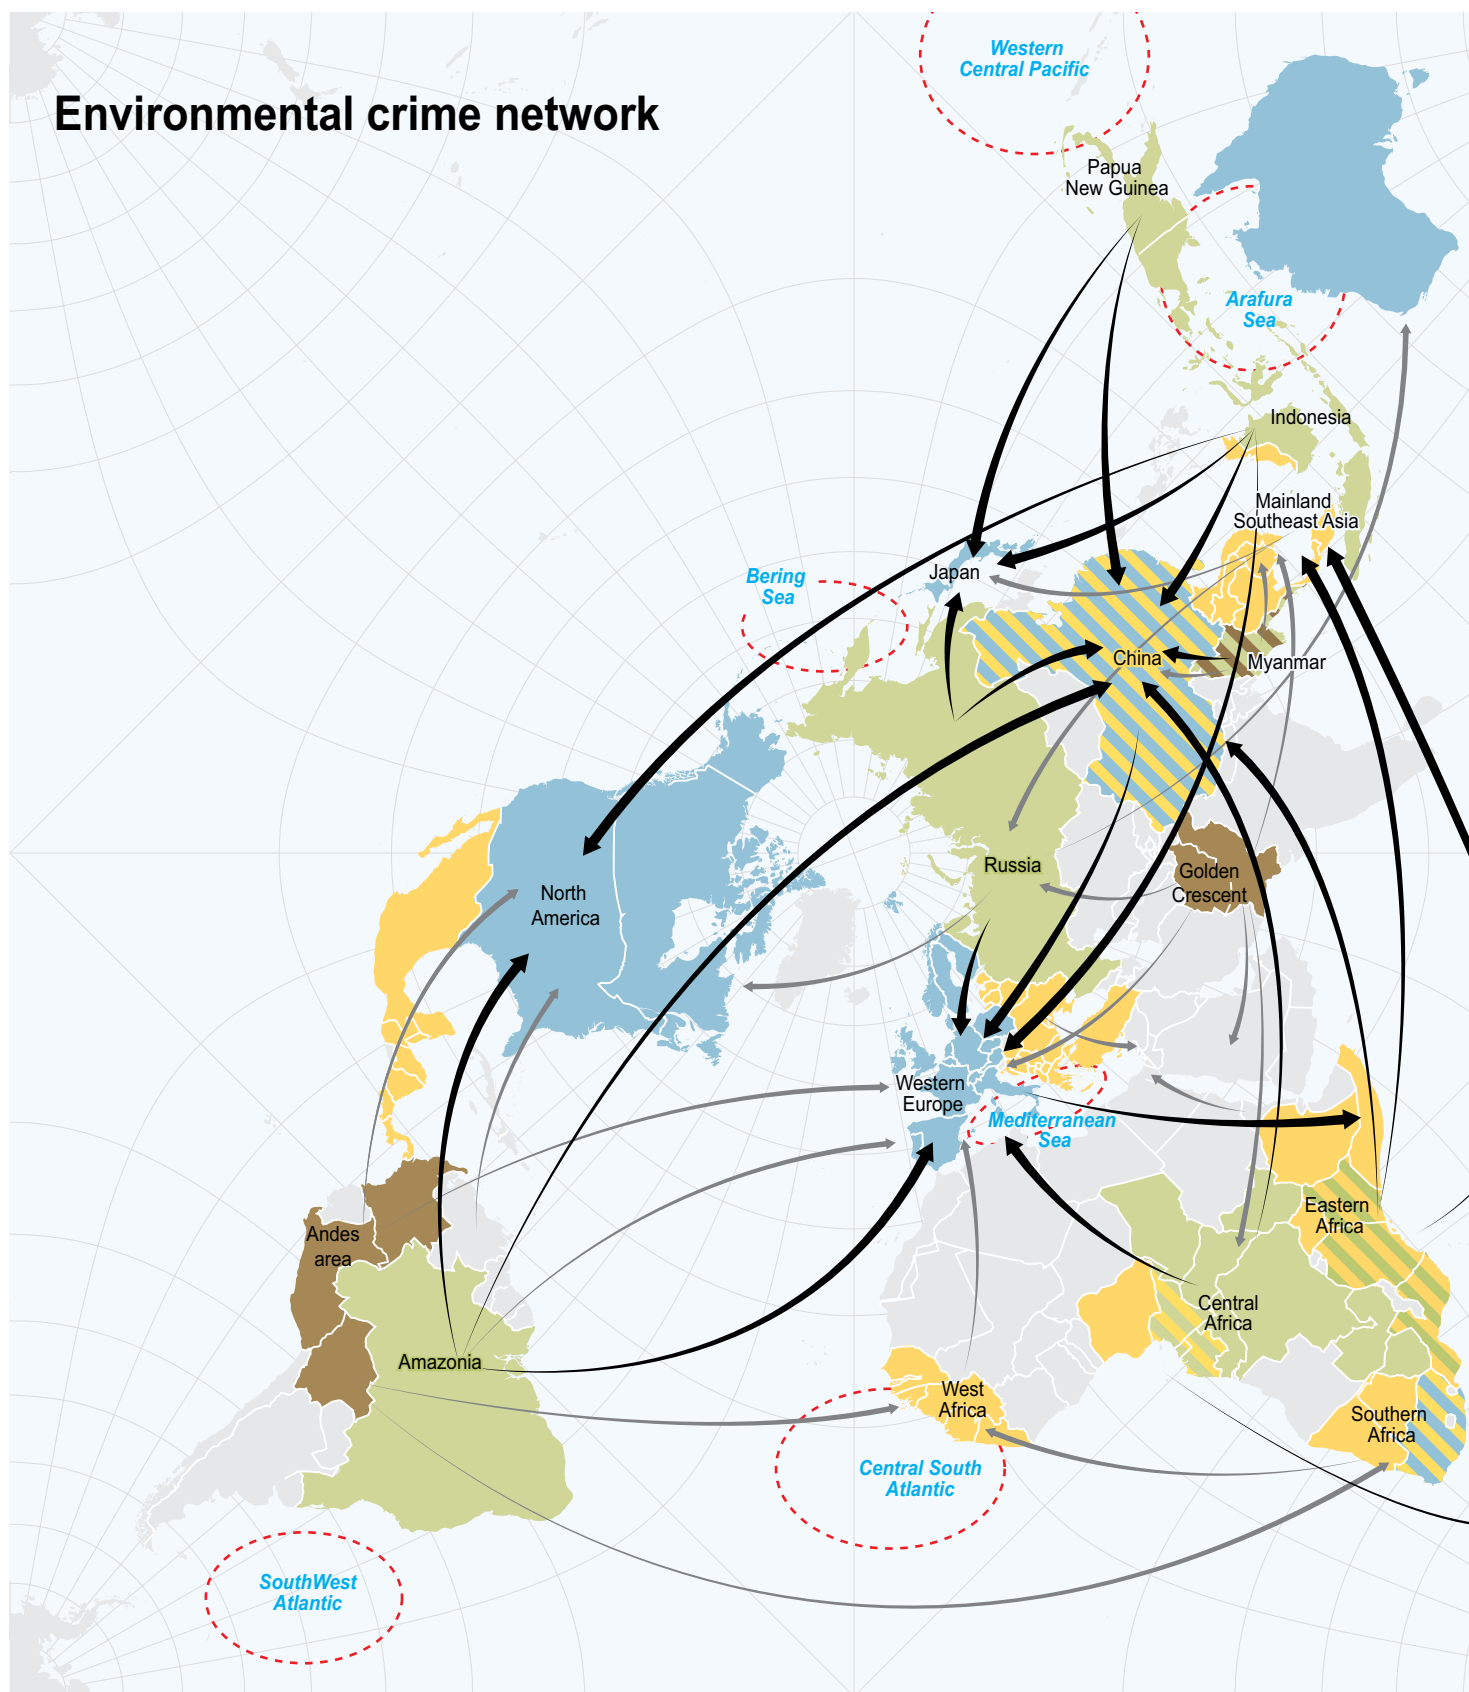 Environmental crime network
Western
Central Pacific
Papua
New Guinea
Arafura
Sea
Indonesia
Mainland
Southeast Asia
Japan
Bering
Sea
China
Myanmar
Russia
Golden
Crescent
North
America
Western
Europe
Mediterranean
Sea
Eastern
Africa
Andes
area
Central
Africa
Amazonia
West
Africa
Southern
Africa
Central South
Atlantic
SouthWest
Atlantic